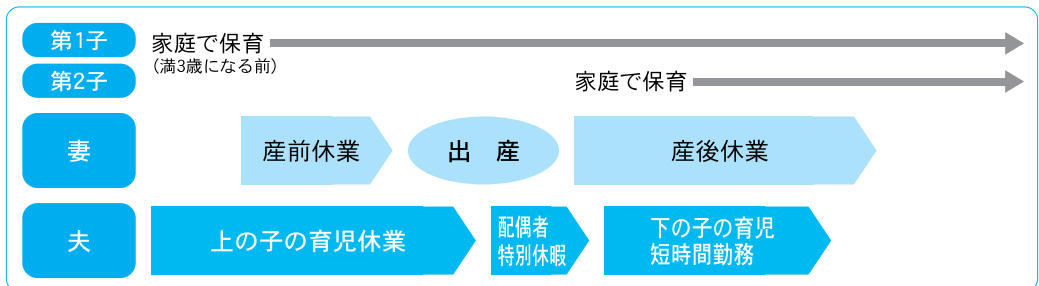 第1子
家庭で保育
(満3歳になる前)
第2子
家庭で保育
妻
産前休業
出 産
産後休業
夫
上の子の育児休業
配偶者
特別休暇
下の子の育児
短時間勤務